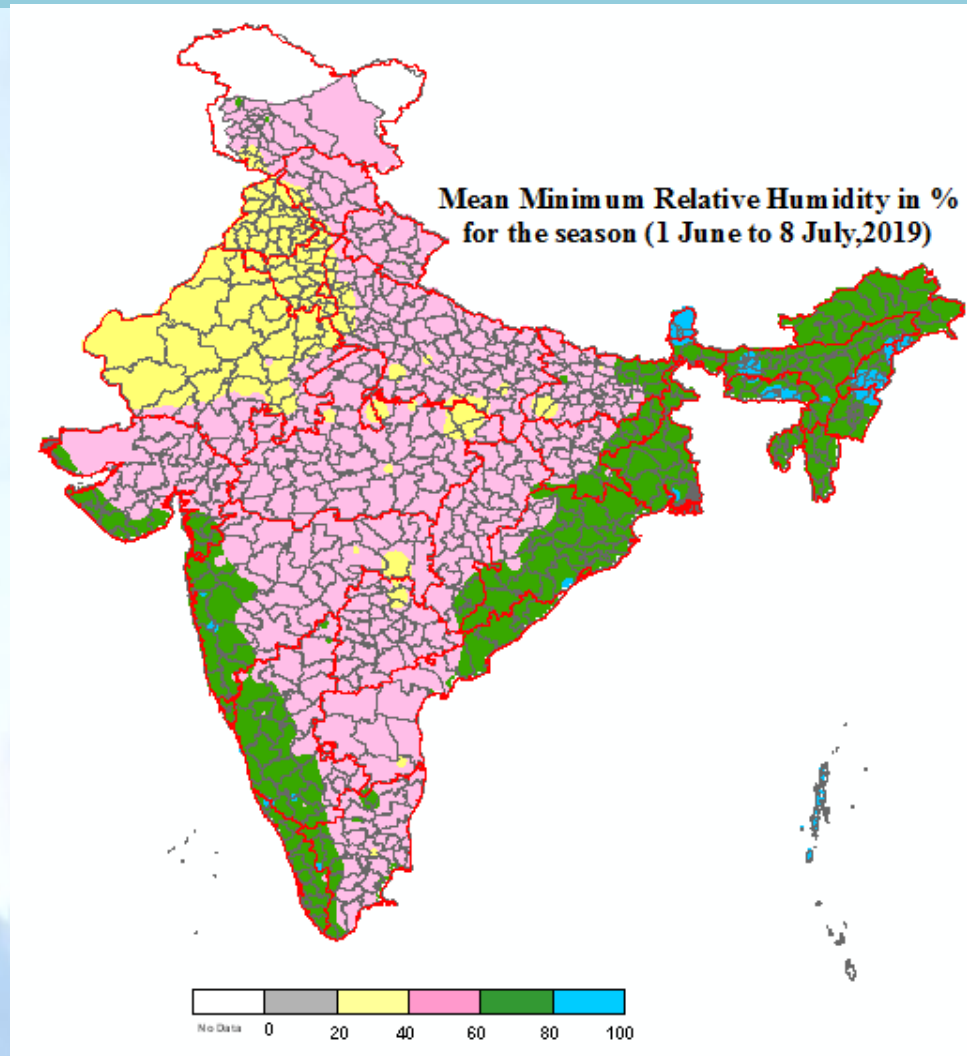 Mean Minimum Relative Humidity in %
for the season (1 June to 8 July,2019)
No Data 0 20 40 60 80 100